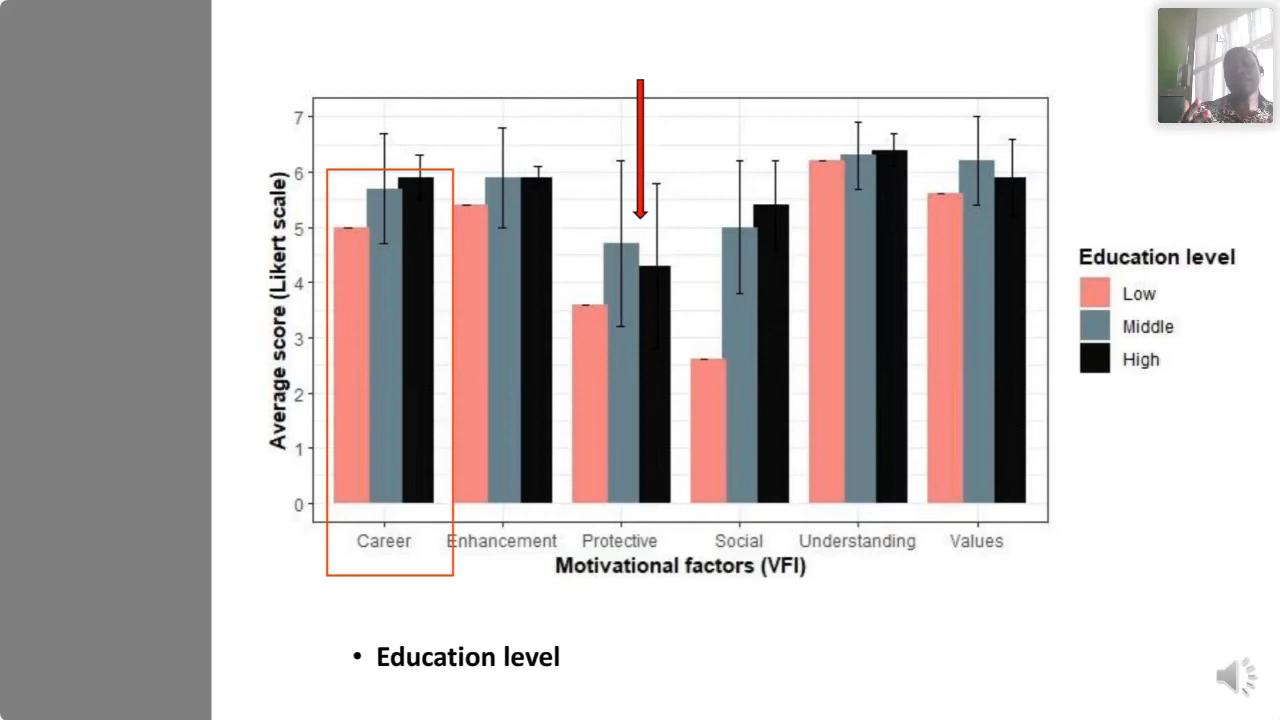 7
6
5
4
3
2
1
0
Average score (Likert scale)
Career Enhancement Protective Social Understanding Values
Motivational factors (VFI)
Education level
Low
Middle
High
• Education level